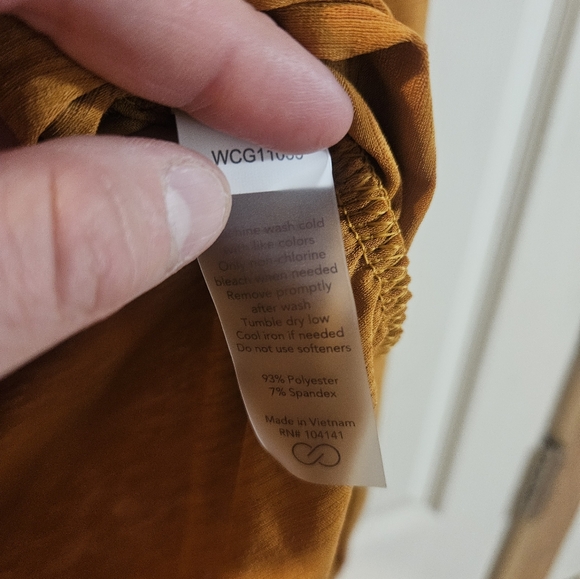 WCG110
wash cold
like colors
Only non-chlorine
bleach when needed
Remove promptly
after wash
Tumble dry low
Cool iron if needed
Do not use softeners
93% Polyester
7% Spandex
Made in Vietnam
RN# 104141